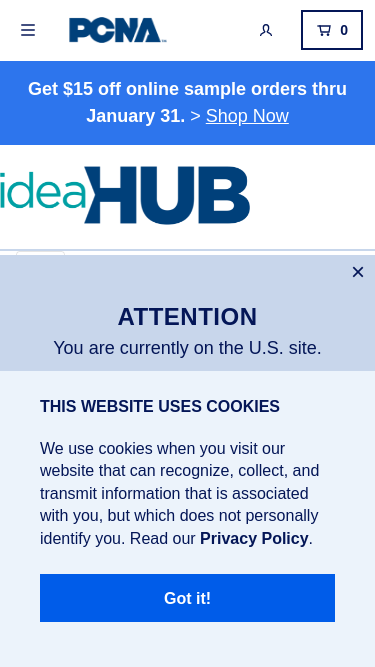 PCNA
0
Get $15 off online sample orders thru
January 31. > Shop Now
ideaHUB
ATTENTION
You are currently on the U.S. site.
THIS WEBSITE USES COOKIES
We use cookies when you visit our
website that can recognize, collect, and
transmit information that is associated
with you, but which does not personally
identify you. Read our Privacy Policy.
Got it!